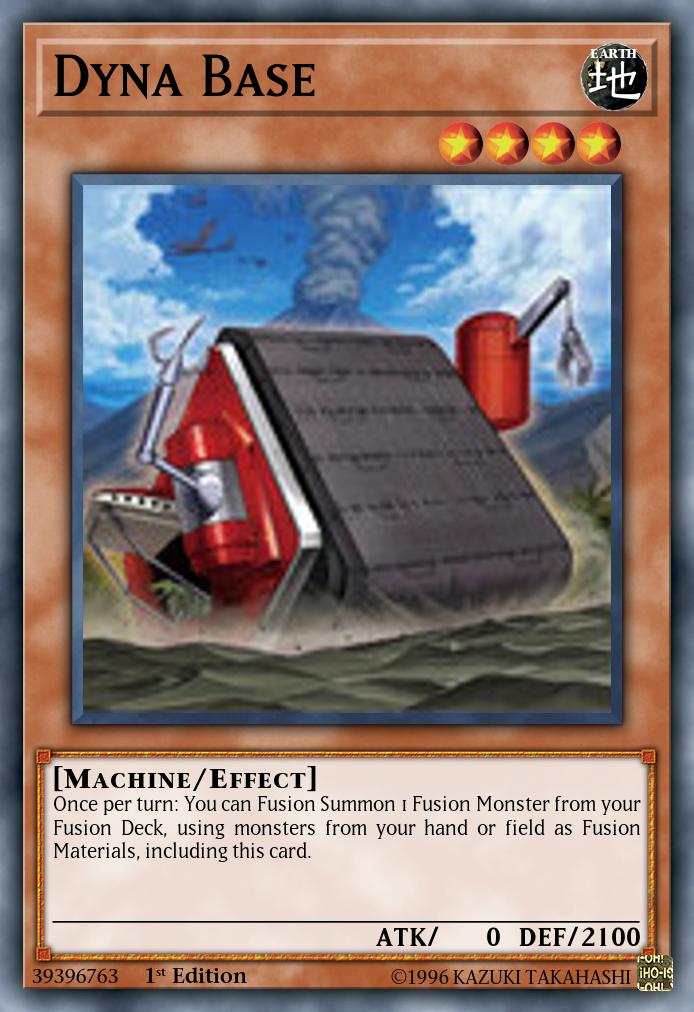 Dyna Base
EARTH
地
[Machine/Effect]
Once per turn: You can Fusion Summon 1 Fusion Monster from your
Fusion Deck, using monsters from your hand or field as Fusion
Materials, including this card.
ATK/ 0 DEF/2100
39396763 1st Edition ©1996 KAZUKI TAKAHASHI